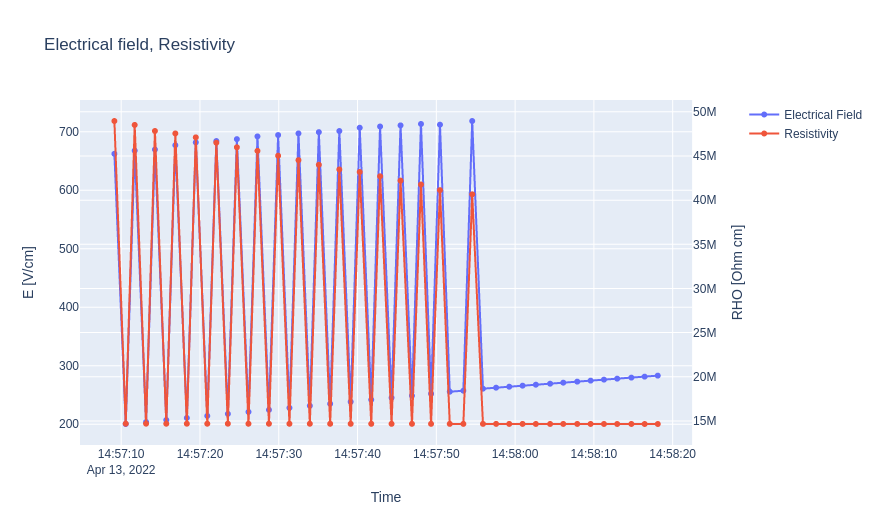 Electrical field, Resistivity
Electrical Field
Resistivity
E [V/cm]
700
600
500
400
300
200
50M
45M
40M
35M
30M
25M
20M
15M
RHO [Ohm cm]
14:57:10 14:57:20 14:57:30 14:57:40 14:57:50 14:58:00 14:58:10 14:58:20
Apr 13, 2022
Time